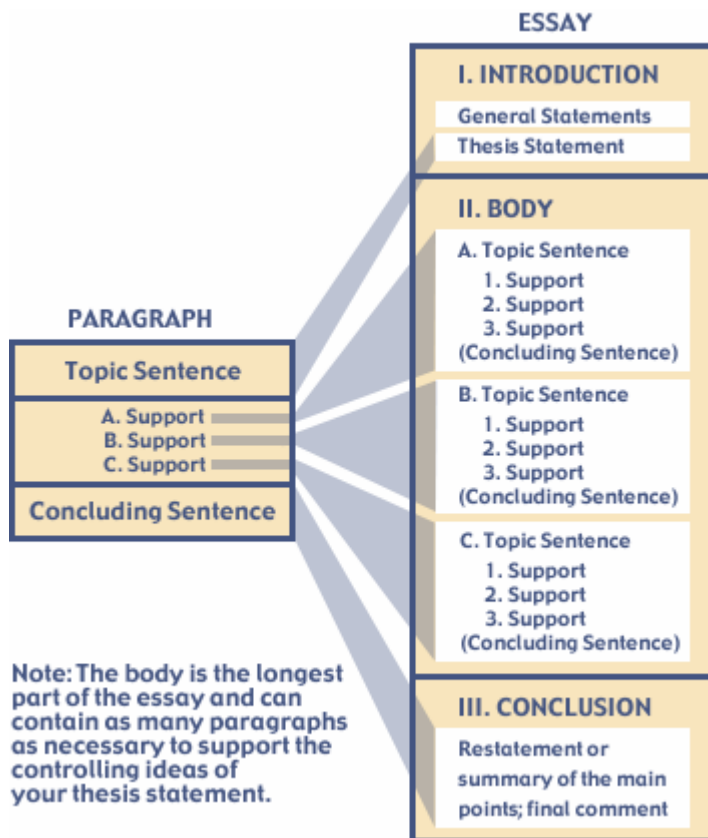 PARAGRAPH
Topic Sentence
A. Support
B. Support
C. Support
Concluding Sentence
Note: The body is the longest
part of the essay and can
contain as many paragraphs
as necessary to support the
controlling ideas of
your thesis statement.
ESSAY
I. INTRODUCTION
General Statements
Thesis Statement
II. BODY
A. Topic Sentence
1. Support
2. Support
3. Support
(Concluding Sentence)
B. Topic Sentence
1. Support
2. Support
3. Support
(Concluding Sentence)
C. Topic Sentence
1. Support
2. Support
3. Support
(Concluding Sentence)
III. CONCLUSION
Restatement or
summary of the main
points; final comment